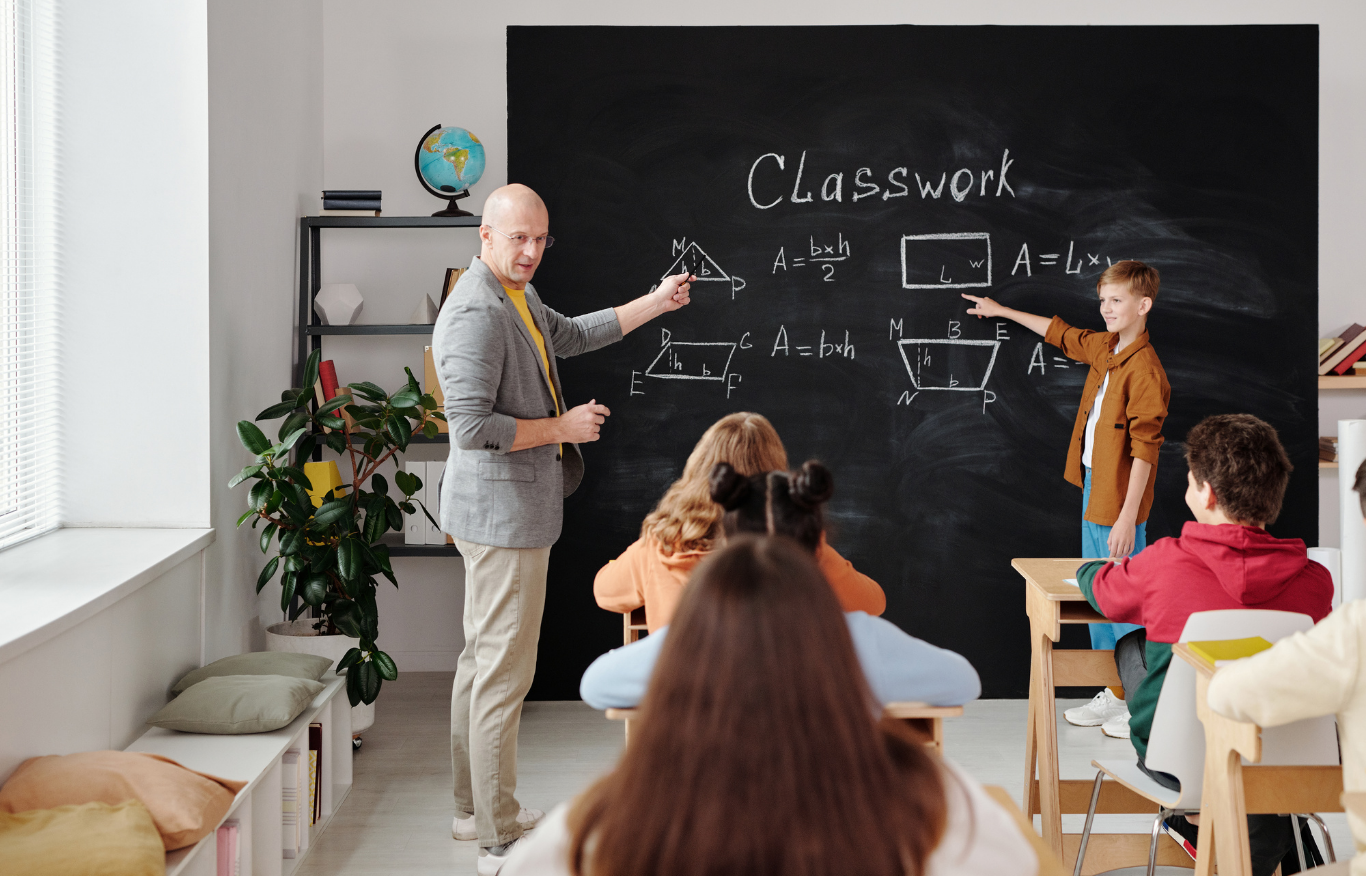 Classwork
M
h b
P
A = b×h/2
L W
A = L×
D G
h
b
E F
A = b×h
M B E
h
b
N P
A =